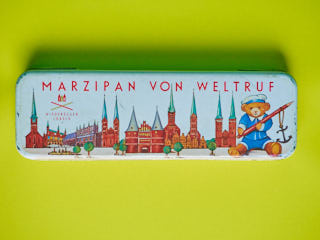 MARZIPAN VON WELTRUF
NIEDEREGGER
LÜBECK